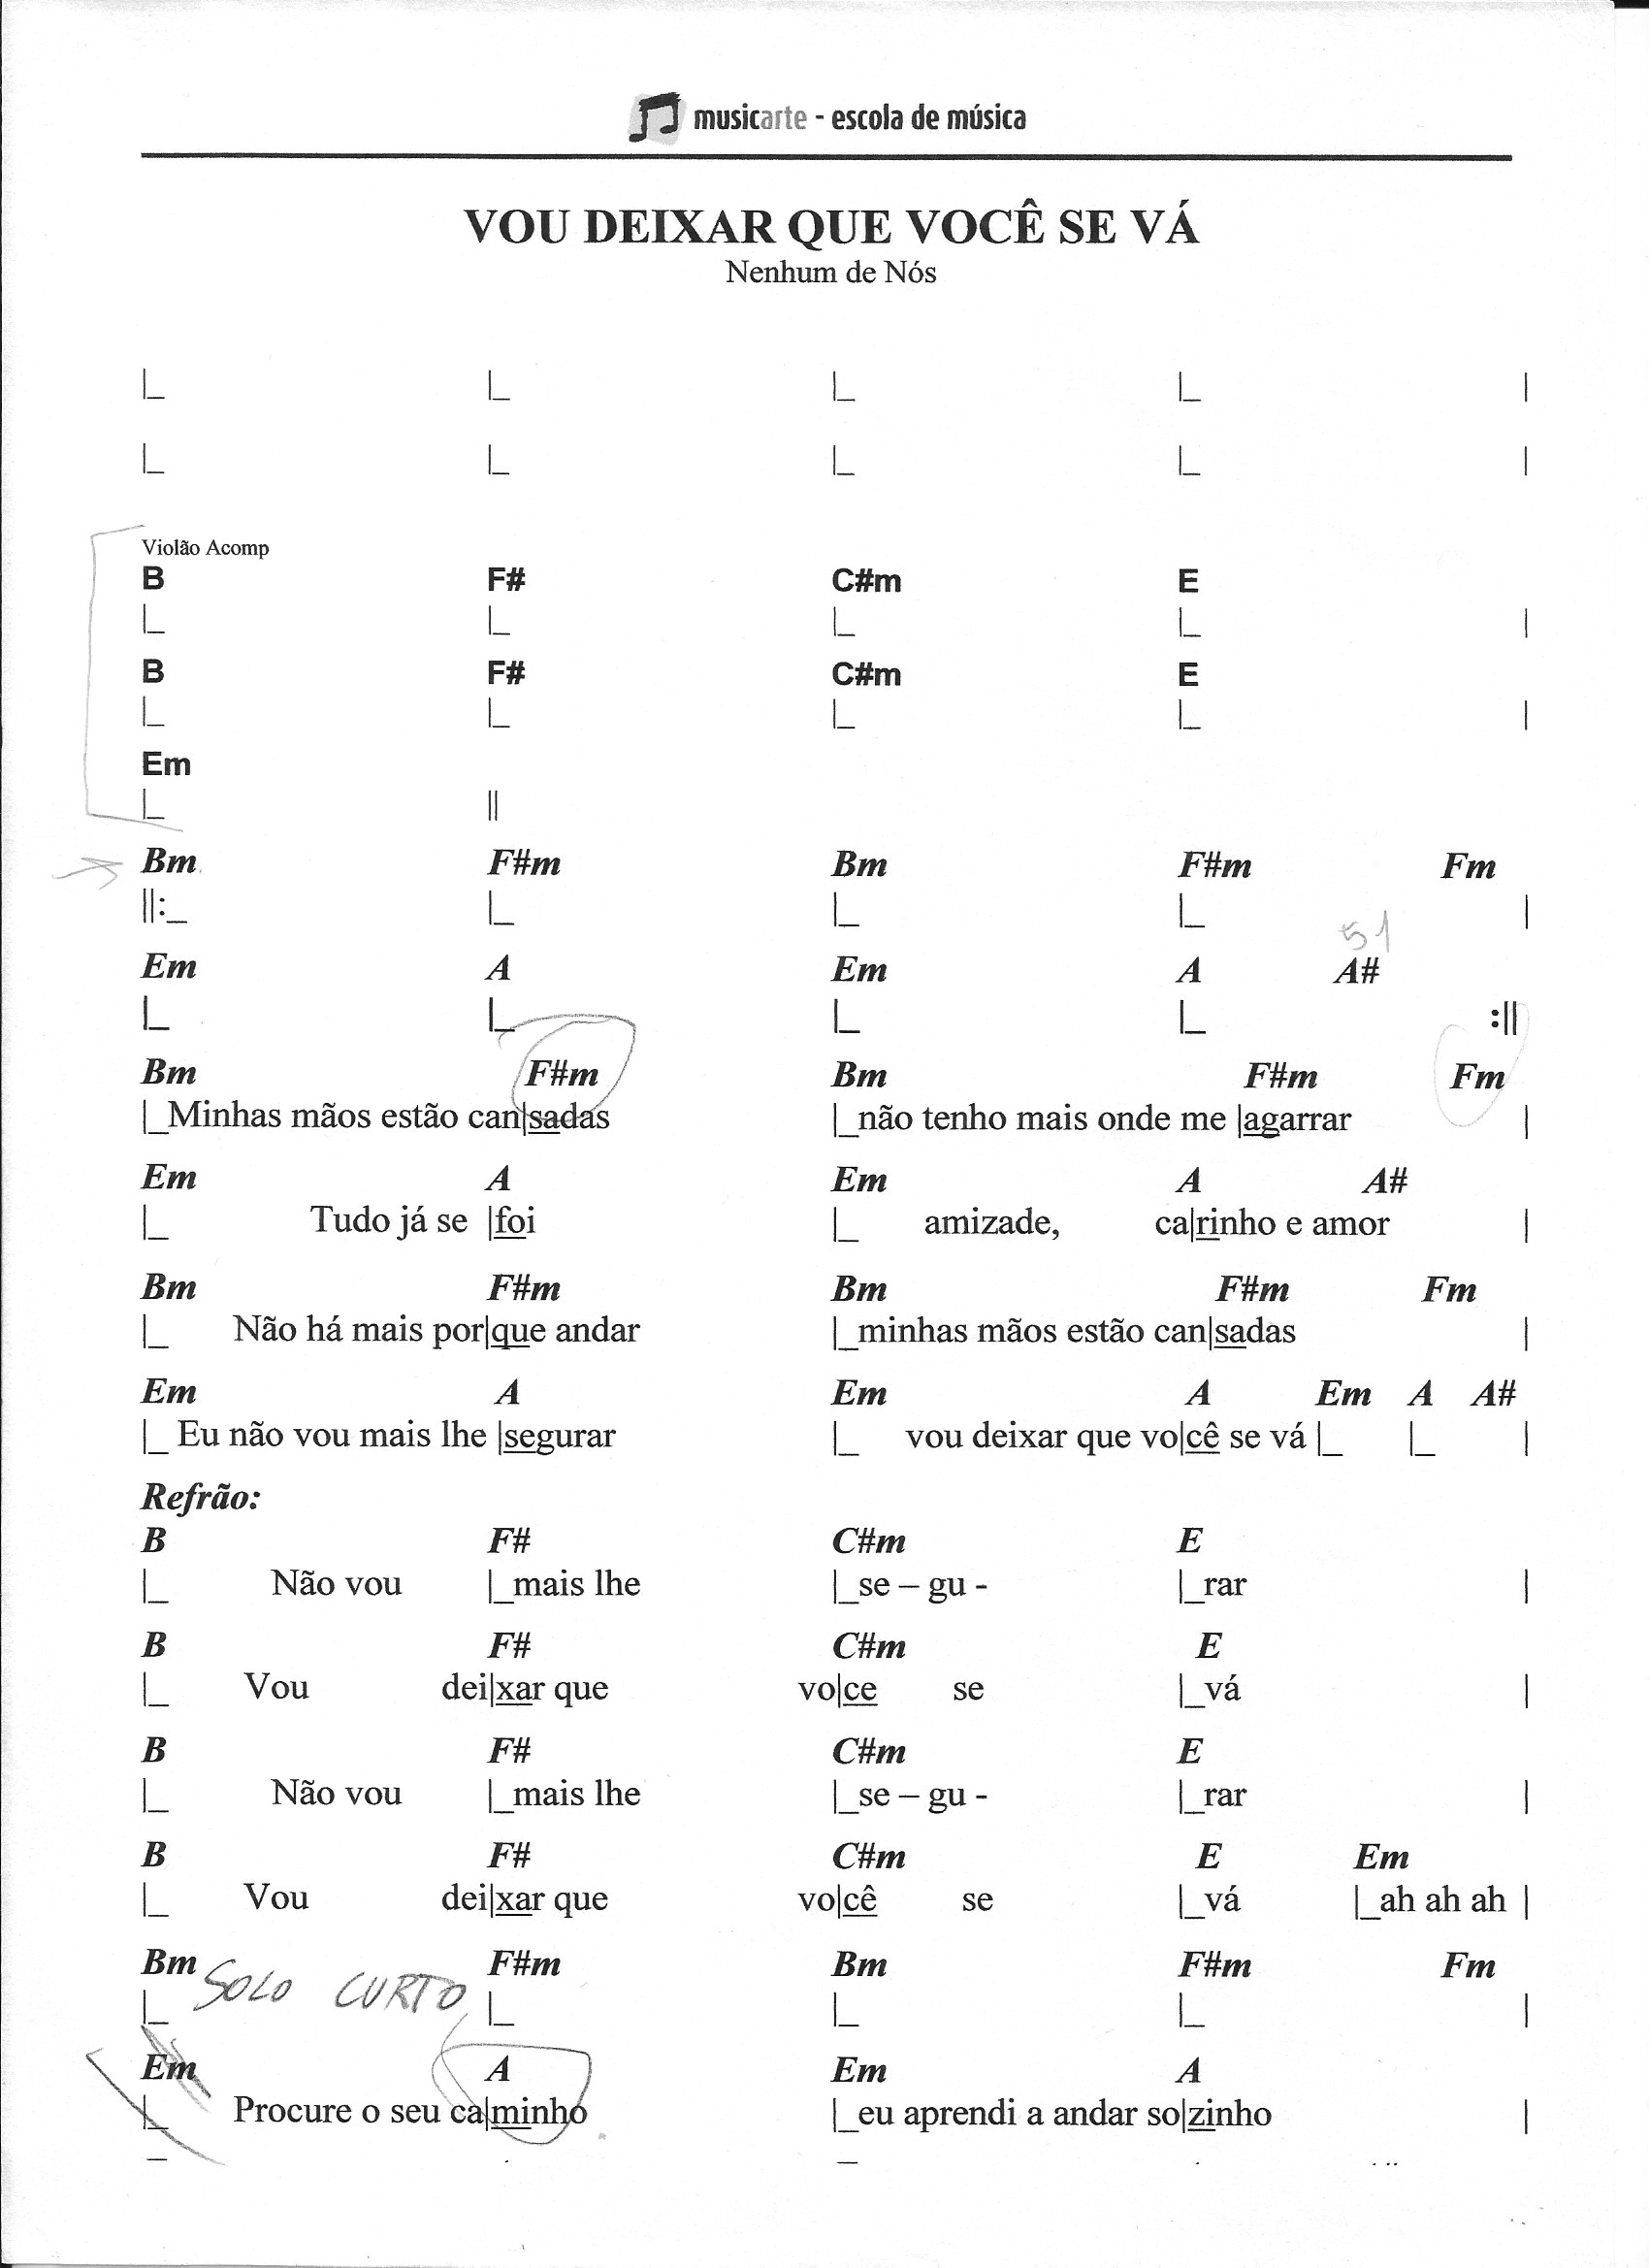 musicarte - escola de música
VOU DEIXAR QUE VOCÊ SE VÁ
Nenhum de Nós
|_ |_ |_ |_ |
|_ |_ |_ |_ |
Violão Acomp
B F# C#m E
|_ |_ |_ |_ |
B F# C#m E
|_ |_ |_ |_ |
Em
|_ ||
Bm F#m Bm F#m Fm
||:_ |_ |_ |_ |
51
Em A Em A A#
|_ |_ |_ |_ :||
Bm F#m Bm F#m Fm
|_Minhas mãos estão can|sadas |_não tenho mais onde me |agarrar |
Em A Em A A#
|_ Tudo já se |foi |_ amizade, ca|rinho e amor |
Bm F#m Bm F#m Fm
|_ Não há mais por|que andar |_minhas mãos estão can|sadas |
Em A Em A Em A A#
|_ Eu não vou mais lhe |segurar |_ vou deixar que vo|cê se vá |_ |_ |
Refrão:
B F# C#m E
|_ Não vou |_mais lhe |_se – gu - |_rar |
B F# C#m E
|_ Vou dei|xar que vo|ce se |_vá |
B F# C#m E
|_ Não vou |_mais lhe |_se – gu - |_rar |
B F# C#m E Em
|_ Vou dei|xar que vo|cê se |_vá |_ah ah ah |
Bm SOLO CURTO F#m Bm F#m Fm
|_ |_ |_ |_ |
Em A Em A
|_ Procure o seu ca|minho |_eu aprendi a andar so|zinho |